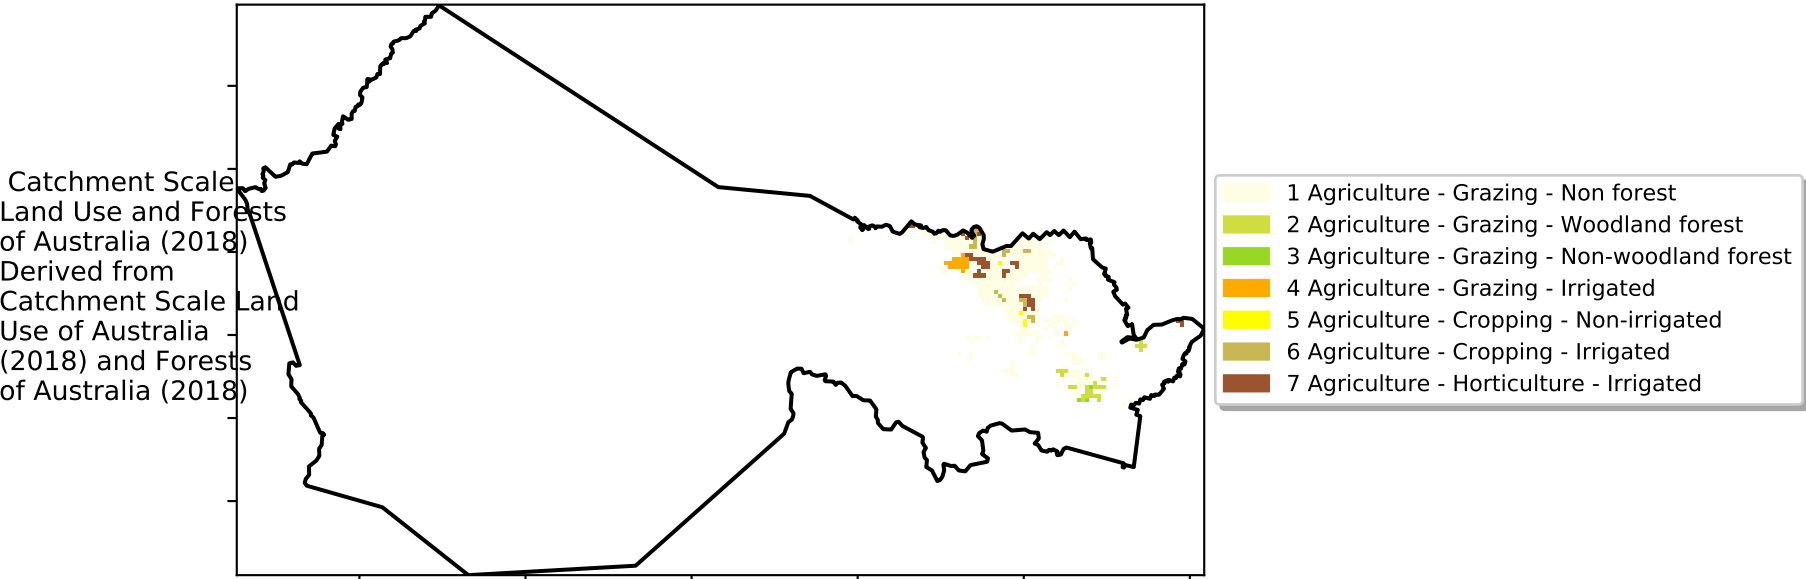 Catchment Scale
Land Use and Forests
of Australia (2018)
Derived from
Catchment Scale Land
Use of Australia
(2018) and Forests
of Australia (2018)
1 Agriculture - Grazing - Non forest
2 Agriculture - Grazing - Woodland forest
3 Agriculture - Grazing - Non-woodland forest
4 Agriculture - Grazing - Irrigated
5 Agriculture - Cropping - Non-irrigated
6 Agriculture - Cropping - Irrigated
7 Agriculture - Horticulture - Irrigated